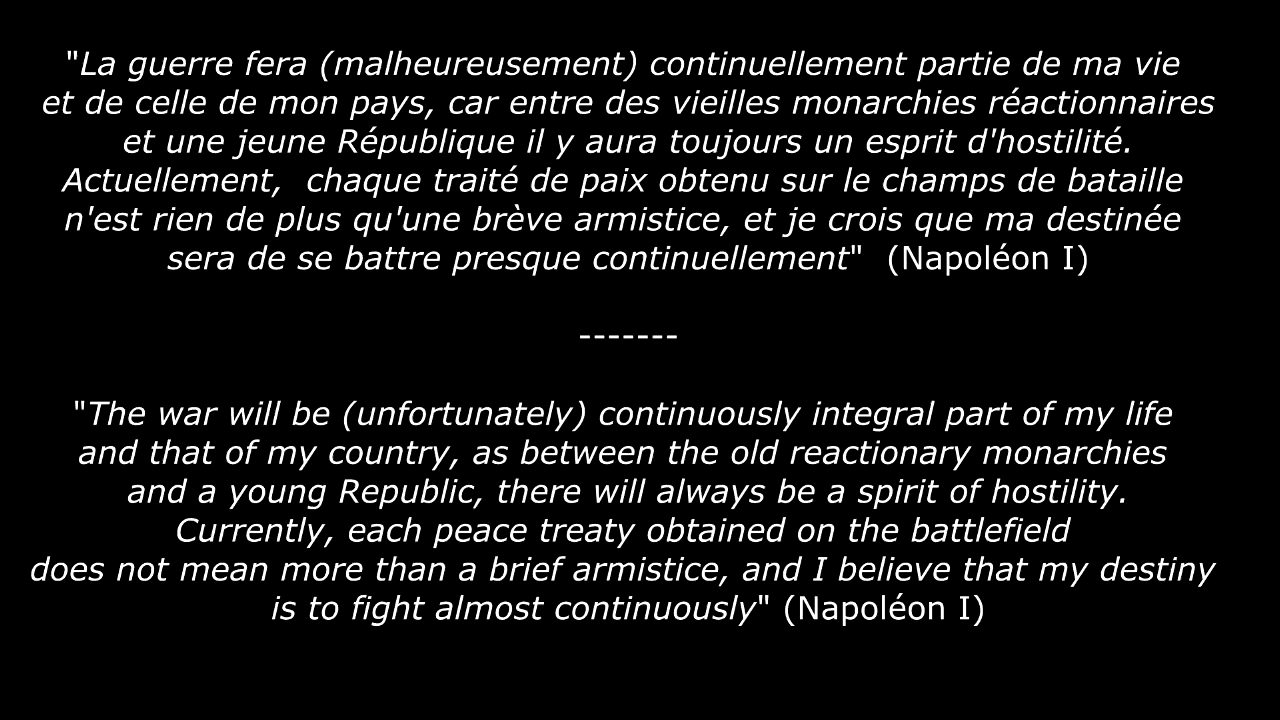 "La guerre fera (malheureusement) continuellement partie de ma vie
et de celle de mon pays, car entre des vieilles monarchies réactionnaires
et une jeune République il y aura toujours un esprit d'hostilité.
Actuellement,  chaque traité de paix obtenu sur le champs de bataille
n'est rien de plus qu'une brève armistice, et je crois que ma destinée
sera de se battre presque continuellement"  (Napoléon I)
-------
"The war will be (unfortunately) continuously integral part of my life
and that of my country, as between the old reactionary monarchies
and a young Republic, there will always be a spirit of hostility.
Currently, each peace treaty obtained on the battlefield
does not mean more than a brief armistice, and I believe that my destiny
is to fight almost continuously" (Napoléon I)